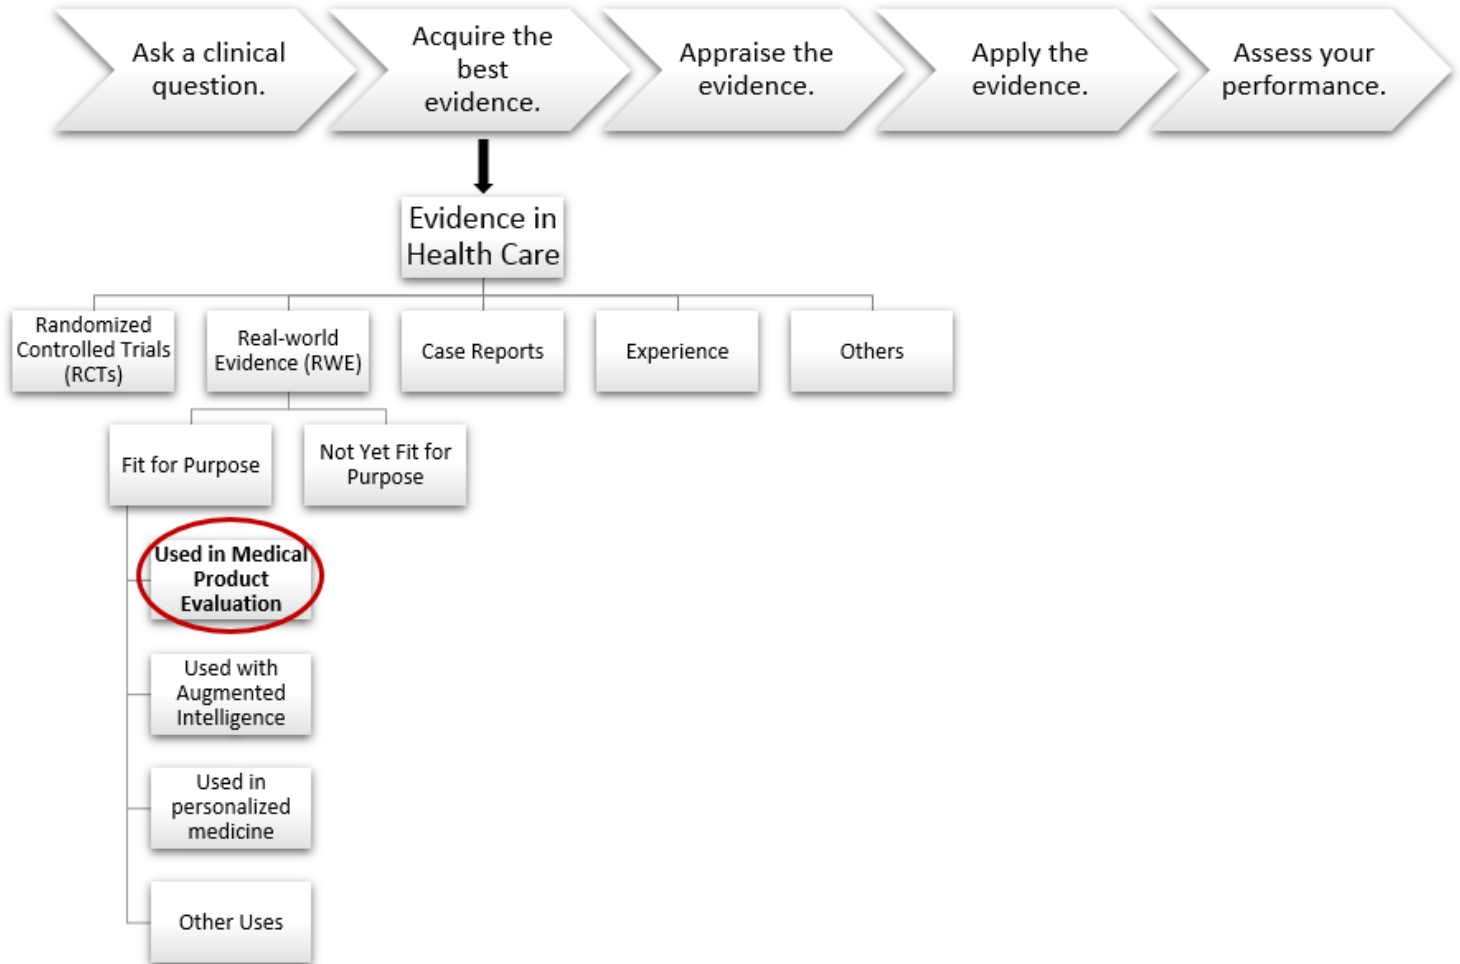 Ask a clinical
question.
Acquire the
best
evidence.
Appraise the
evidence.
Apply the
evidence.
Assess your
performance.
Evidence in
Health Care
Randomized
Controlled Trials
(RCTs)
Real-world
Evidence (RWE)
Case Reports
Experience
Others
Fit for Purpose
Not Yet Fit for
Purpose
Used in Medical
Product
Evaluation
Used with
Augmented
Intelligence
Used in
personalized
medicine
Other Uses